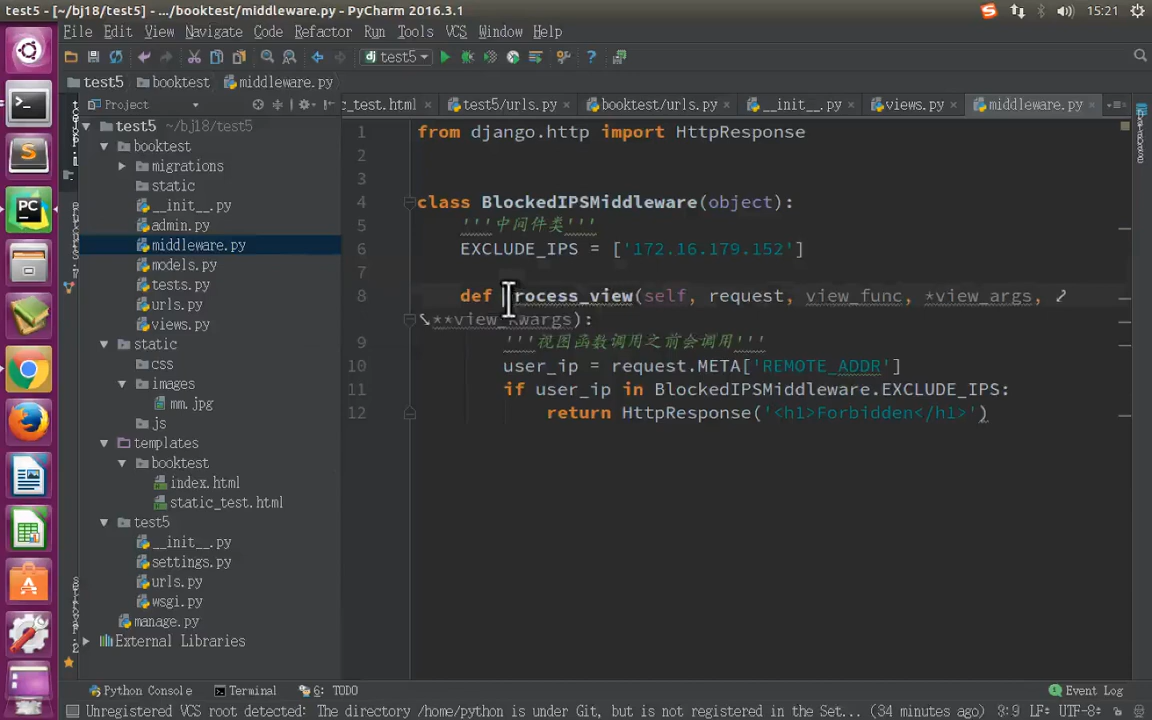 test5 - [~/bj18/test5] - .../booktest/middleware.py - PyCharm 2016.3.1
15:21
File Edit View Navigate Code Refactor Run Tools VCS Window Help
test5
test5 booktest middleware.py
Project
c_test.html test5/urls.py booktest/urls.py __init__.py views.py middleware.py
test5 ~/bj18/test5
booktest
migrations
static
__init__.py
admin.py
middleware.py
models.py
tests.py
urls.py
views.py
static
css
images
mm.jpg
js
templates
booktest
index.html
static_test.html
test5
__init__.py
settings.py
urls.py
wsgi.py
manage.py
External Libraries
1 from django.http import HttpResponse
2
3
4 class BlockedIPSMiddleware(object):
5 '''中间件类'''
6 EXCLUDE_IPS = ['172.16.179.152']
7
8 def process_view(self, request, view_func, *view_args,
**view_kwargs):
9 '''视图函数调用之前会调用'''
10 user_ip = request.META['REMOTE_ADDR']
11 if user_ip in BlockedIPSMiddleware.EXCLUDE_IPS:
12 return HttpResponse('<h1>Forbidden</h1>')
Python Console Terminal 6: TODO Event Log
Unregistered VCS root detected: The directory /home/python is under Git, but is not registered in the Set... (34 minutes ago) 3:9 LF÷ UTF-8÷